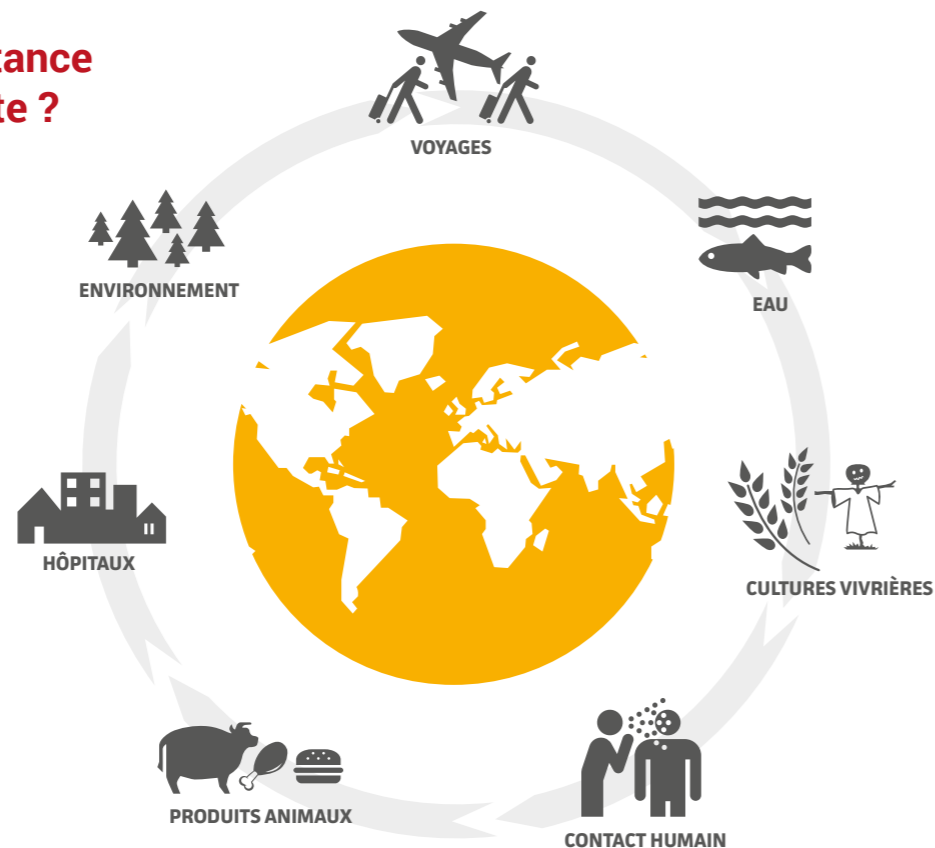 tance
te ?
VOYAGES
EAU
ENVIRONNEMENT
HÔPITAUX
CULTURES VIVRIÈRES
PRODUITS ANIMAUX
CONTACT HUMAIN